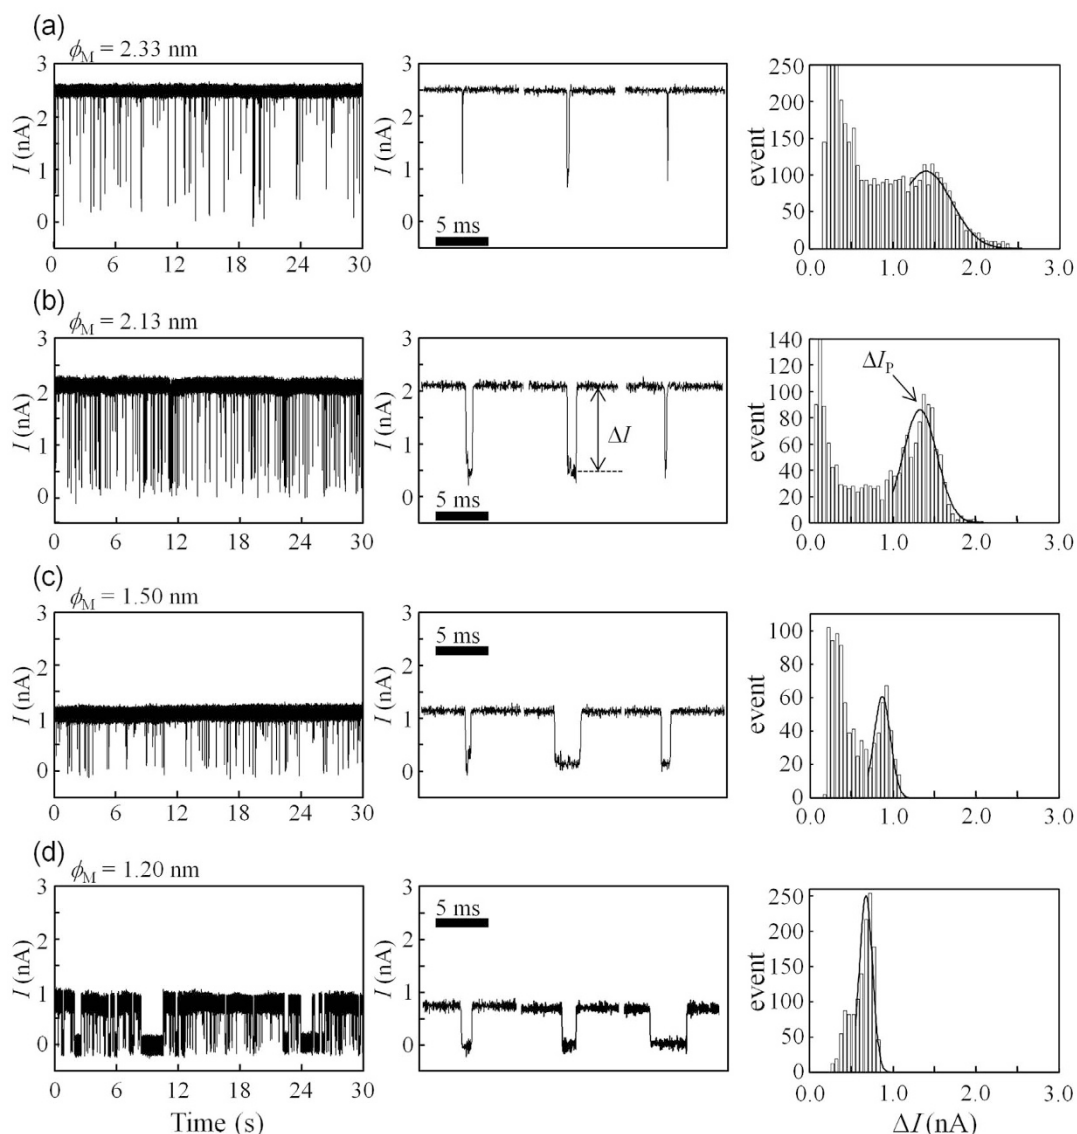 (a)
ϕM = 2.33 nm
3
2
1
0
I (nA)
0 6 12 18 24 30
3
2
1
0
I (nA)
5 ms
250
200
150
100
50
0
event
0.0 1.0 2.0 3.0
(b)
ϕM = 2.13 nm
3
2
1
0
I (nA)
0 6 12 18 24 30
3
2
1
0
I (nA)
ΔI
5 ms
140
120
100
80
60
40
20
0
event
ΔIP
0.0 1.0 2.0 3.0
(c)
ϕM = 1.50 nm
3
2
1
0
I (nA)
0 6 12 18 24 30
3
2
1
0
I (nA)
5 ms
100
80
60
40
20
0
event
0.0 1.0 2.0 3.0
(d)
ϕM = 1.20 nm
3
2
1
0
I (nA)
0 6 12 18 24 30
Time (s)
3
2
1
0
I (nA)
5 ms
250
200
150
100
50
0
event
0.0 1.0 2.0 3.0
ΔI (nA)